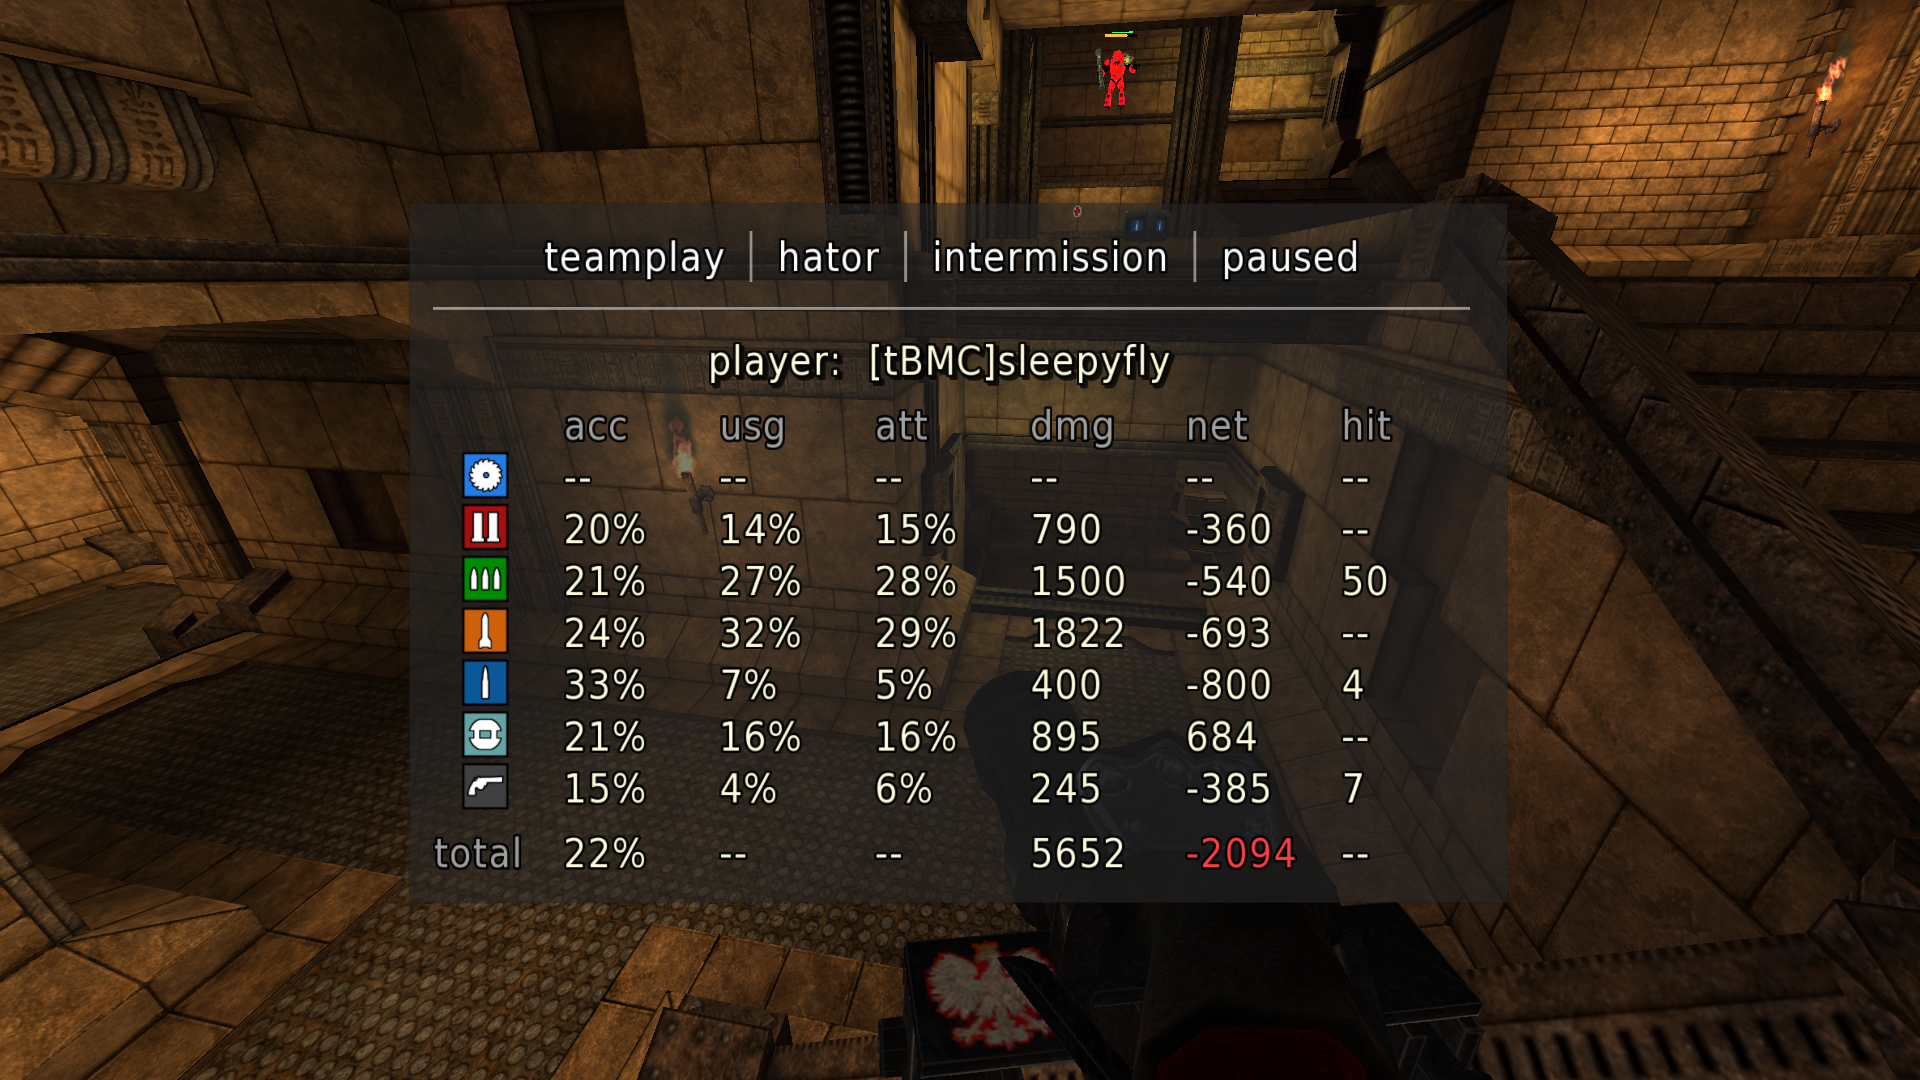 teamplay | hator | intermission | paused
player: [tBMC]sleepyfly
acc usg att dmg net hit
-- -- -- -- -- --
20% 14% 15% 790 -360 --
21% 27% 28% 1500 -540 50
24% 32% 29% 1822 -693 --
33% 7% 5% 400 -800 4
21% 16% 16% 895 684 --
15% 4% 6% 245 -385 7
total 22% -- -- 5652 -2094 --